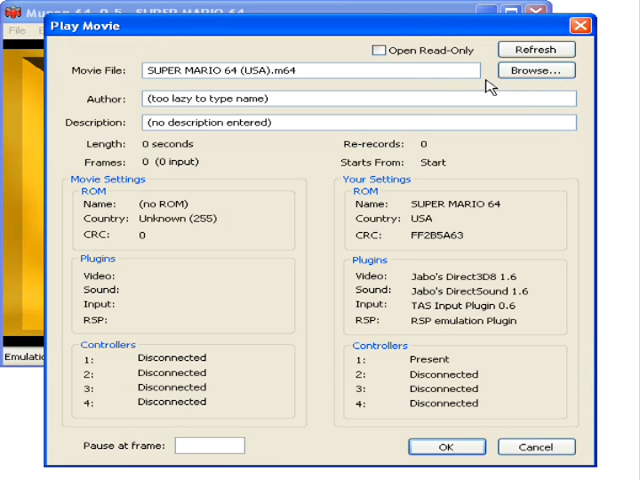 Mupen 64 0.5 - SUPER MARIO 64
File
Play Movie
Open Read-Only
Refresh
Movie File: SUPER MARIO 64 (USA).m64
Browse...
Author: (too lazy to type name)
Description: (no description entered)
Length: 0 seconds Re-records: 0
Frames: 0 (0 input) Starts From: Start
Movie Settings Your Settings
ROM ROM
Name: (no ROM) Name: SUPER MARIO 64
Country: Unknown (255) Country: USA
CRC: 0 CRC: FF2B5A63
Plugins Plugins
Video: Video: Jabo's Direct3D8 1.6
Sound: Sound: Jabo's DirectSound 1.6
Input: Input: TAS Input Plugin 0.6
RSP: RSP: RSP emulation Plugin
Controllers Controllers
1: Disconnected 1: Present
2: Disconnected 2: Disconnected
3: Disconnected 3: Disconnected
4: Disconnected 4: Disconnected
Emulatio
Pause at frame: OK Cancel